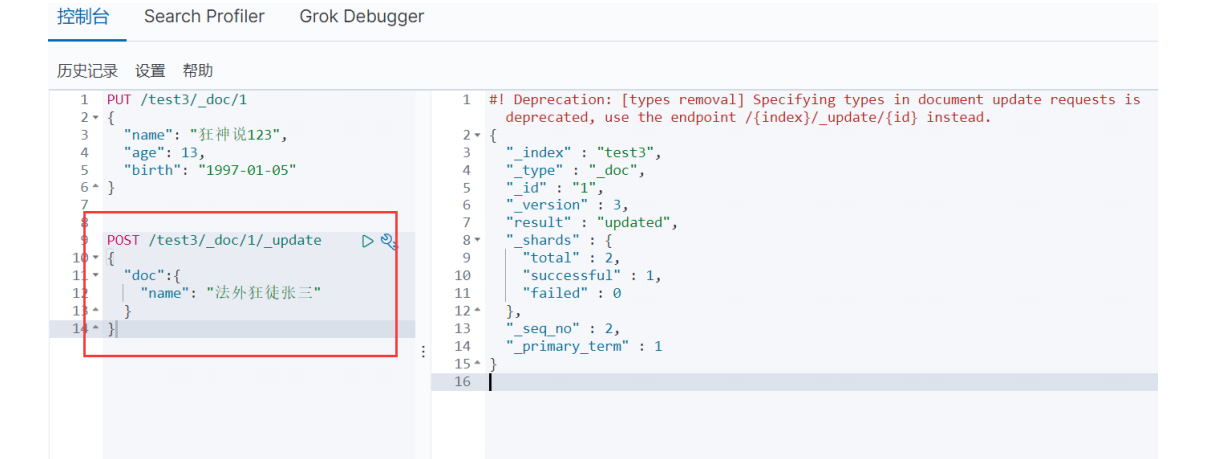 控制台 Search Profiler Grok Debugger
历史记录 设置 帮助
1 PUT /test3/_doc/1
2 {
3 "name": "狂神说123",
4 "age": 13,
5 "birth": "1997-01-05"
6 }
7
8
9 POST /test3/_doc/1/_update
10 {
11 "doc":{
12 "name": "法外狂徒张三"
13 }
14 }
1 #! Deprecation: [types removal] Specifying types in document update requests is
deprecated, use the endpoint /{index}/_update/{id} instead.
2 {
3 "_index" : "test3",
4 "_type" : "_doc",
5 "_id" : "1",
6 "_version" : 3,
7 "result" : "updated",
8 "_shards" : {
9 "total" : 2,
10 "successful" : 1,
11 "failed" : 0
12 },
13 "_seq_no" : 2,
14 "_primary_term" : 1
15 }
16